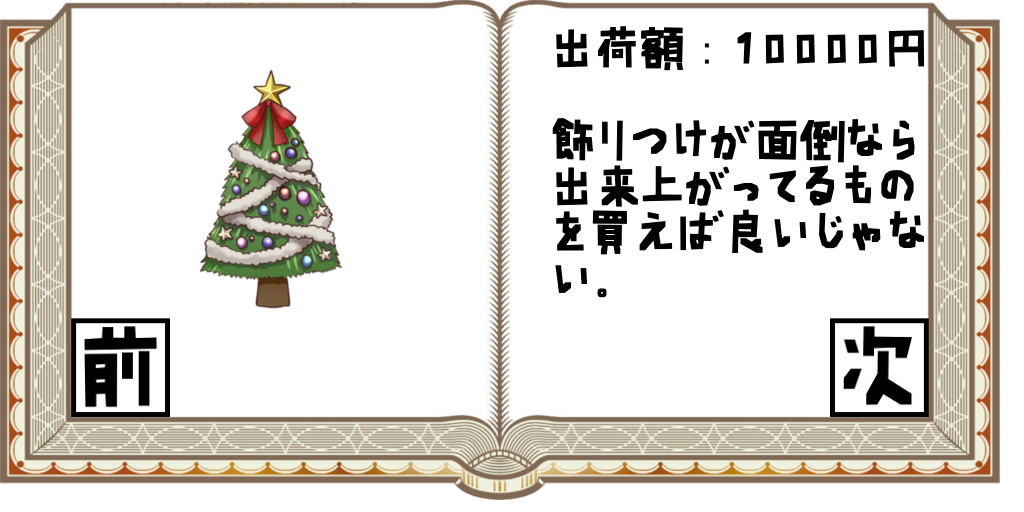 出荷額：10000円
飾りつけが面倒なら
出来上がってるもの
を買えば良いじゃな
い。
前
次